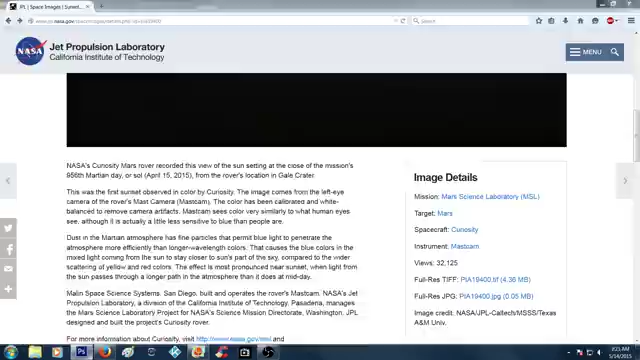 JPL | Space Images | Sunset...
Search
NASA
Jet Propulsion Laboratory
California Institute of Technology
MENU
NASA's Curiosity Mars rover recorded this view of the sun setting at the close of the mission's
956th Martian day, or sol (April 15, 2015), from the rover's location in Gale Crater.
This was the first sunset observed in color by Curiosity. The image comes from the left-eye
camera of the rover's Mast Camera (Mastcam). The color has been calibrated and white-
balanced to remove camera artifacts. Mastcam sees color very similarly to what human eyes
see, although it is actually a little less sensitive to blue than people are.
Dust in the Martian atmosphere has fine particles that permit blue light to penetrate the
atmosphere more efficiently than longer-wavelength colors. That causes the blue colors in the
mixed light coming from the sun to stay closer to sun's part of the sky, compared to the wider
scattering of yellow and red colors. The effect is most pronounced near sunset, when light from
the sun passes through a longer path in the atmosphere than it does at mid-day.
Malin Space Science Systems, San Diego, built and operates the rover's Mastcam. NASA's Jet
Propulsion Laboratory, a division of the California Institute of Technology, Pasadena, manages
the Mars Science Laboratory Project for NASA's Science Mission Directorate, Washington. JPL
designed and built the project's Curiosity rover.
For more information about Curiosity, visit http://www.nasa.gov/msl and
Image Details
Mission: Mars Science Laboratory (MSL)
Target: Mars
Spacecraft: Curiosity
Instrument: Mastcam
Views: 32,125
Full-Res TIFF: PIA19400.tif (4.36 MB)
Full-Res JPG: PIA19400.jpg (0.05 MB)
Image credit: NASA/JPL-Caltech/MSSS/Texas
A&M Univ.
9:25 AM
5/14/2015